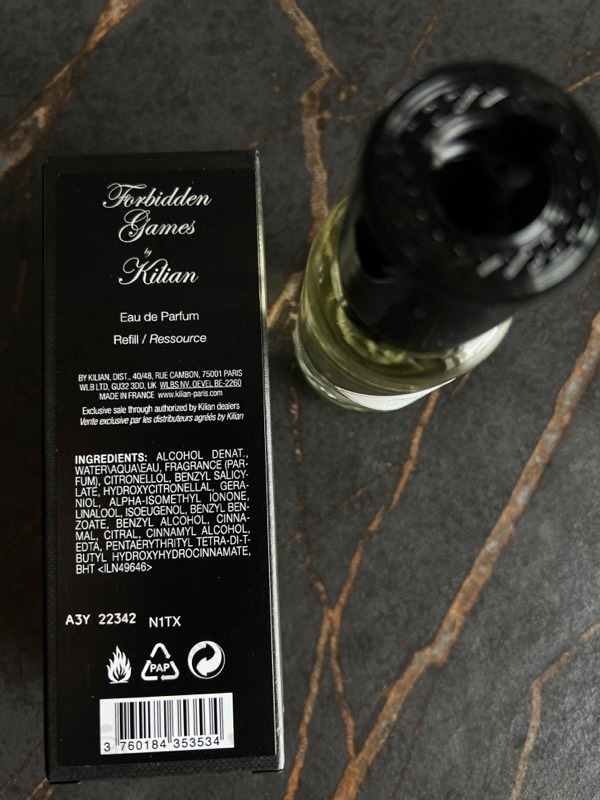 Forbidden
Games
by
Kilian
Eau de Parfum
Refill / Ressource
BY KILIAN, DIST., 40/48, RUE CAMBON, 75001 PARIS
WLB LTD, GU32 3DD, UK WLBS NV, OEVEL BE-2260
MADE IN FRANCE www.kilian-paris.com
Exclusive sale through authorized by Kilian dealers
Vente exclusive par les distributeurs agréés by Kilian
INGREDIENTS: ALCOHOL DENAT.,
WATER\AQUA\EAU, FRAGRANCE (PAR-
FUM), CITRONELLOL, BENZYL SALICY-
LATE, HYDROXYCITRONELLAL, GERA-
NIOL, ALPHA-ISOMETHYL IONONE,
LINALOOL, ISOEUGENOL, BENZYL BEN-
ZOATE, BENZYL ALCOHOL, CINNA-
MAL, CITRAL, CINNAMYL ALCOHOL,
EDTA, PENTAERYTHRITYL TETRA-DI-T-
BUTYL HYDROXYHYDROCINNAMATE,
BHT <ILN49646>
A3Y 22342 N1TX
PAP
3 760184 353534